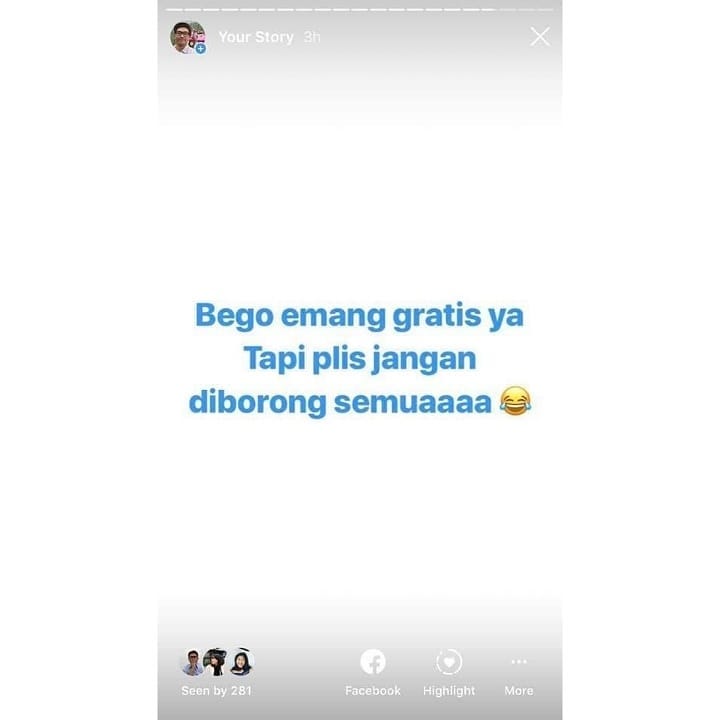 Your Story 3h
Bego emang gratis ya
Tapi plis jangan
diborong semuaaaa 😂
Seen by 281
Facebook
Highlight
More